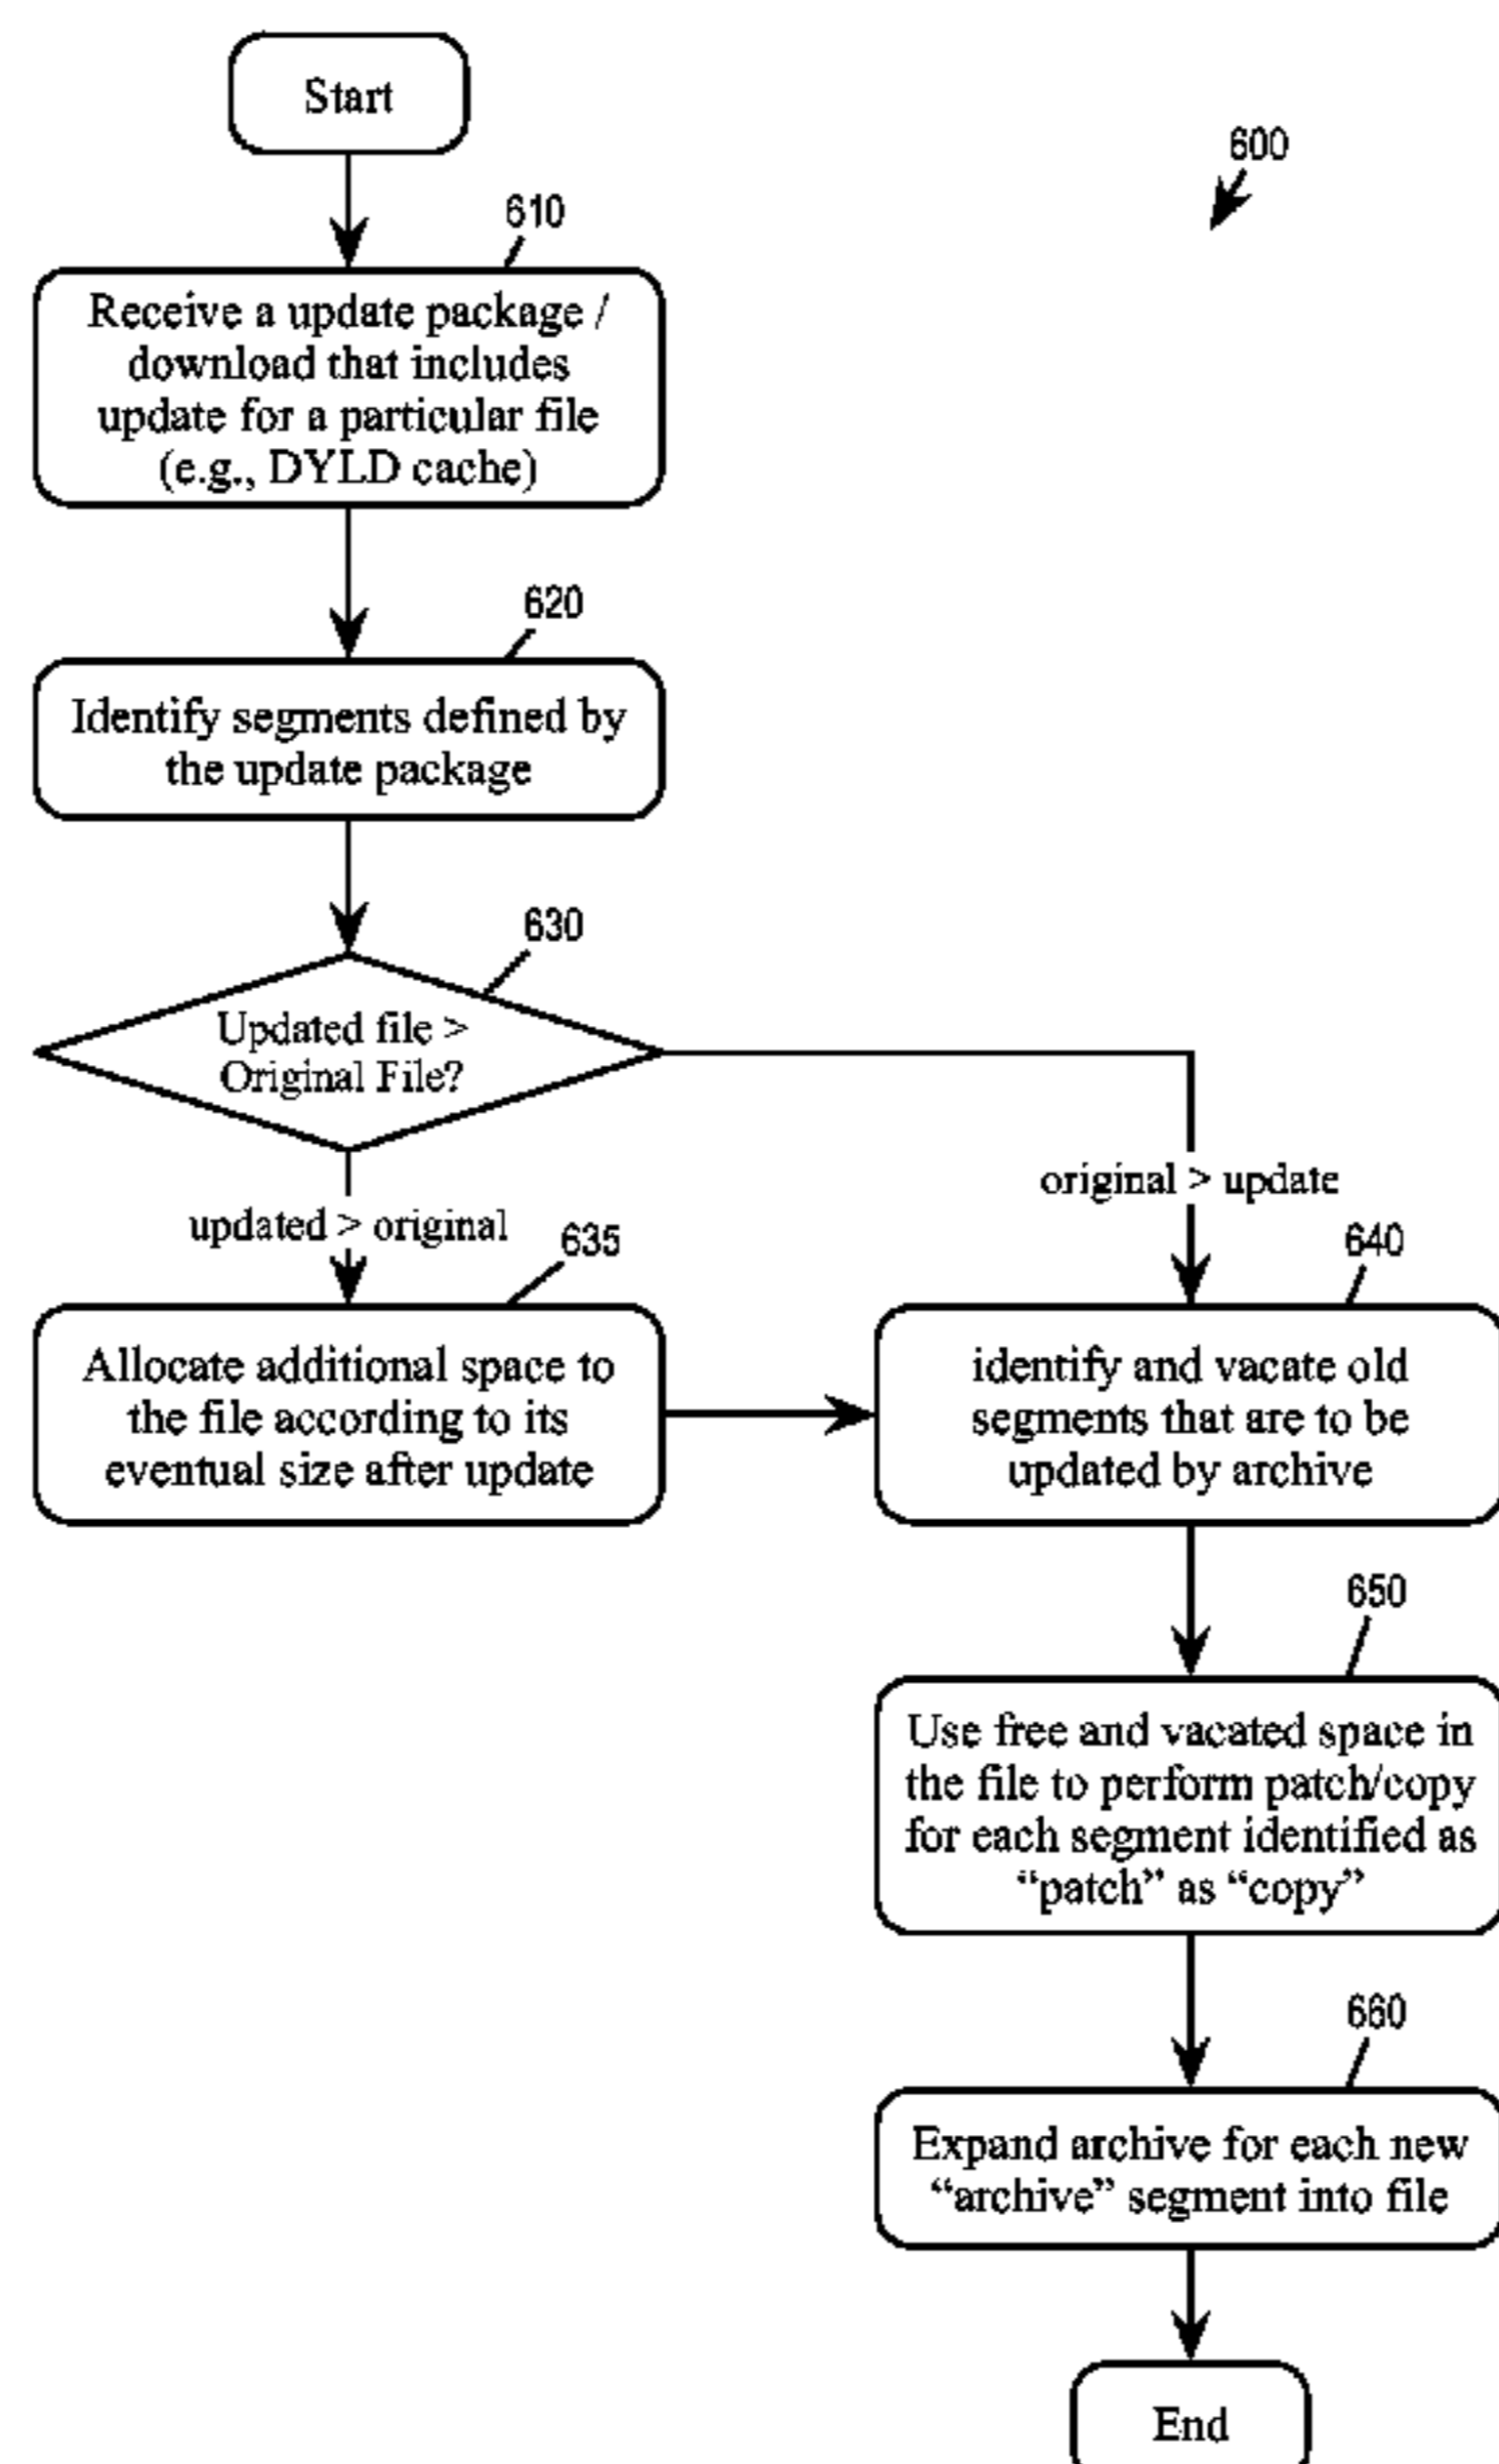 Start
600
610
Receive a update package /
download that includes
update for a particular file
(e.g., DYLD cache)
620
Identify segments defined by
the update package
630
Updated file >
Original File?
updated > original
original > update
635
Allocate additional space to
the file according to its
eventual size after update
640
identify and vacate old
segments that are to be
updated by archive
650
Use free and vacated space in
the file to perform patch/copy
for each segment identified as
“patch” as “copy”
660
Expand archive for each new
“archive” segment into file
End